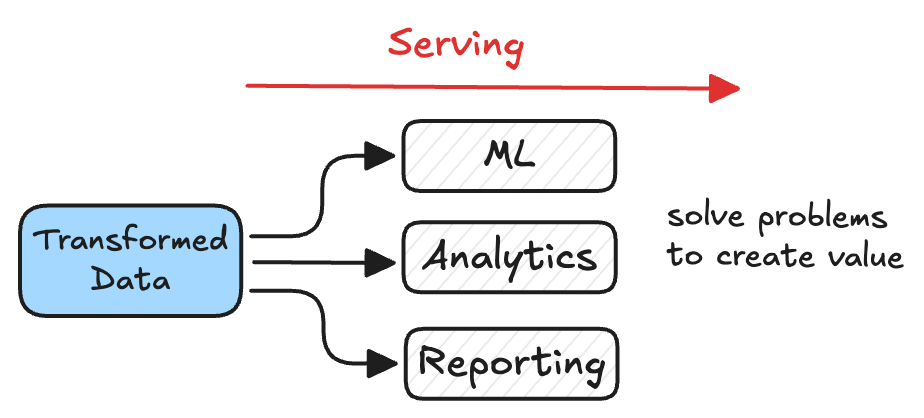 Serving
ML
Transformed
Data
Analytics
Reporting
solve problems
to create value